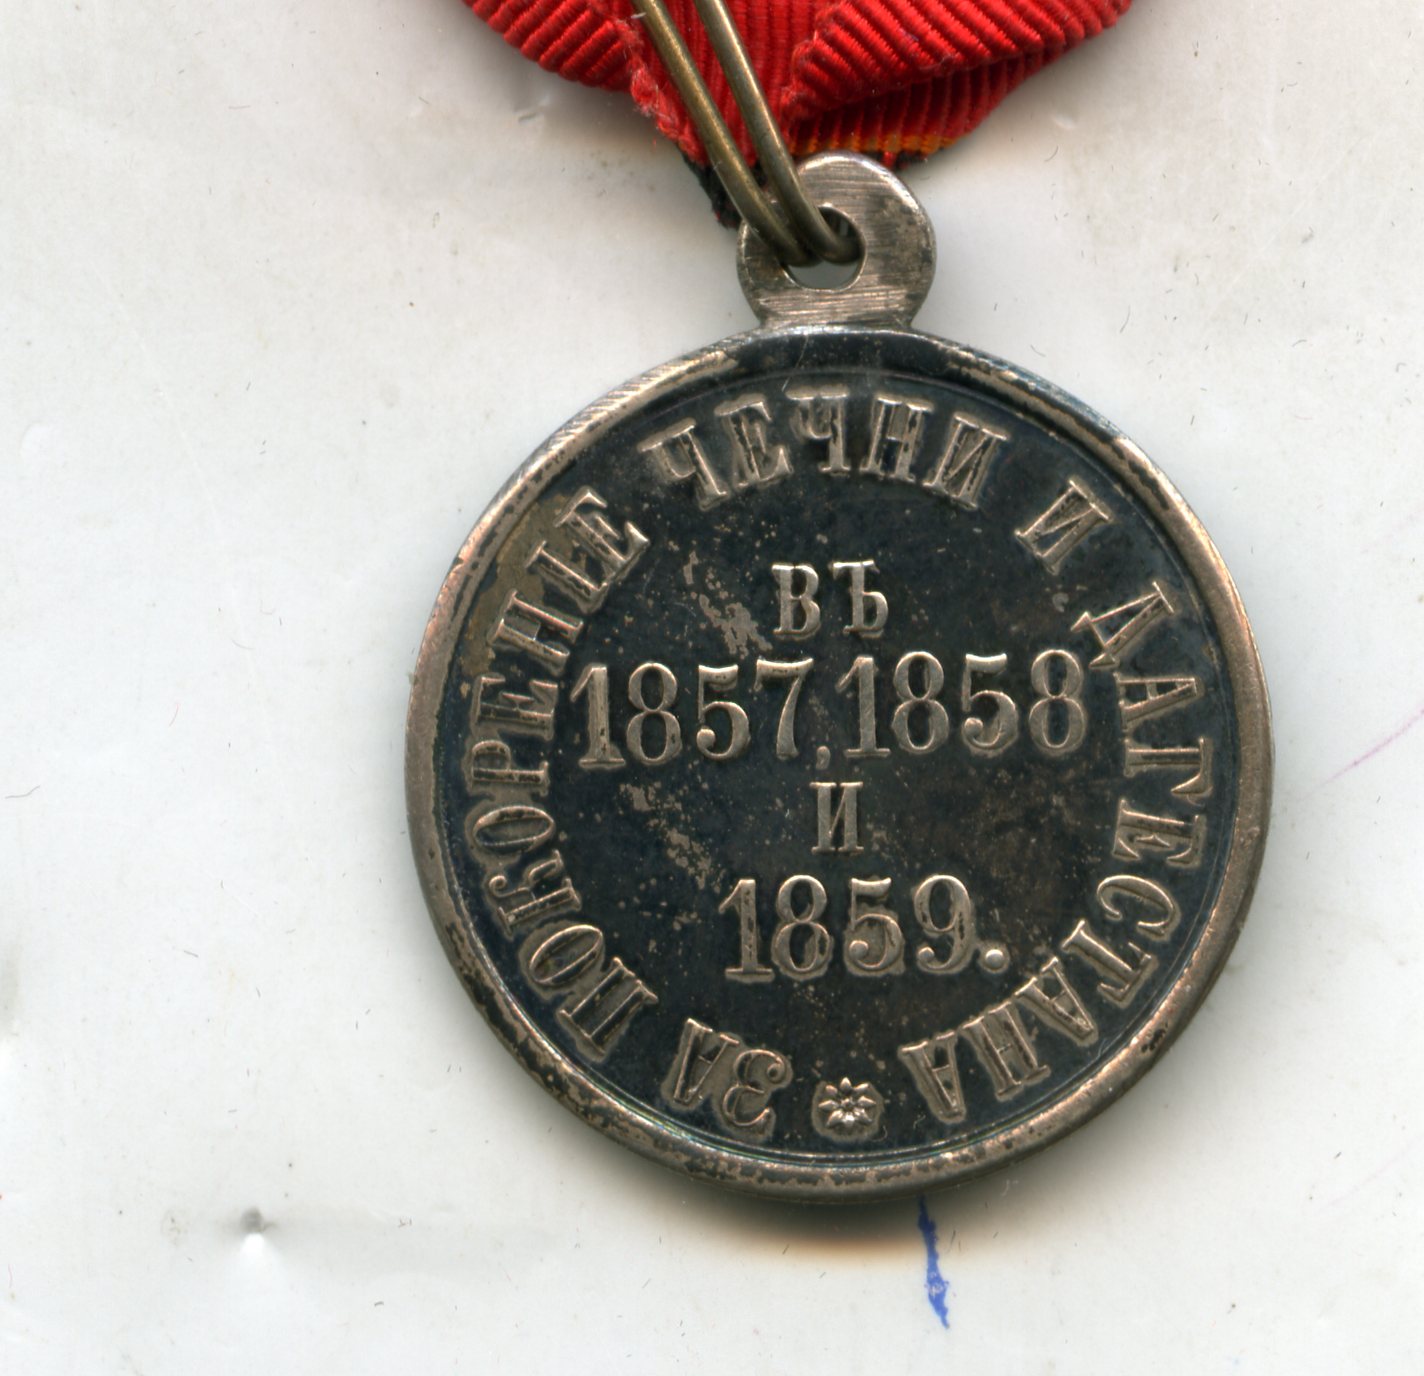 ЗА ПОКОРЕНІЕ ЧЕЧНИ И ДАГЕСТАНА
ВЪ
1857, 1858
И
1859.